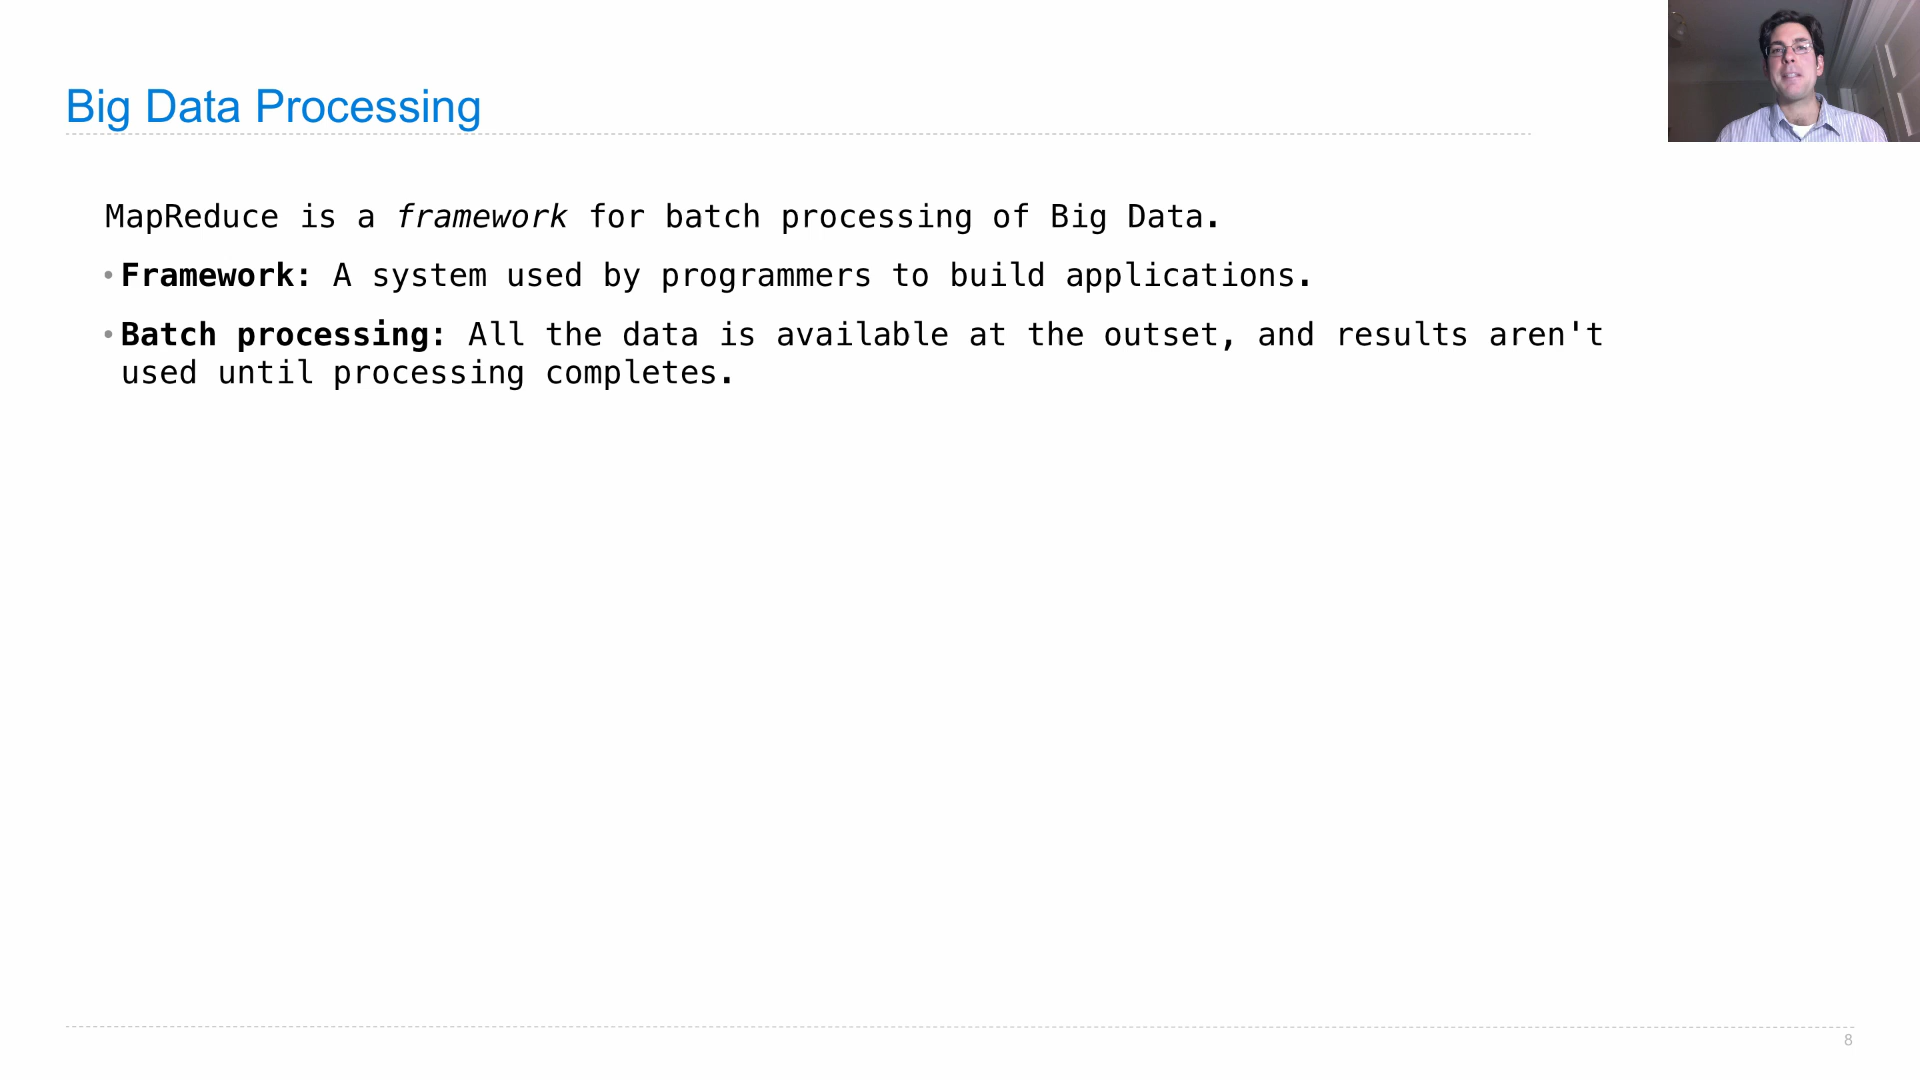 Big Data Processing
MapReduce is a framework for batch processing of Big Data.
• Framework: A system used by programmers to build applications.
• Batch processing: All the data is available at the outset, and results aren't
used until processing completes.
8